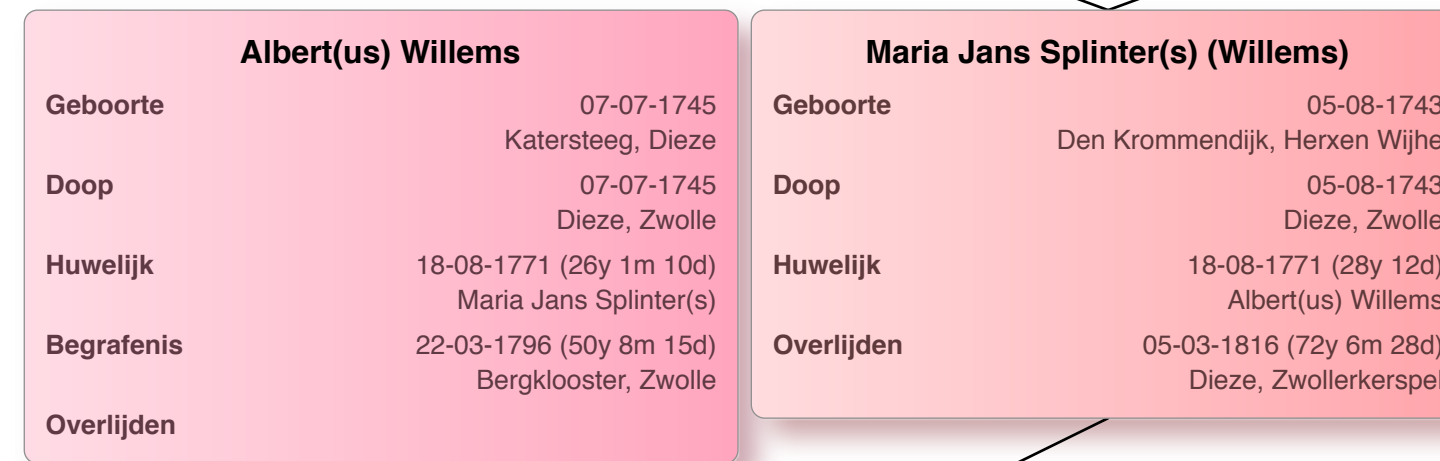 Albert(us) Willems
Geboorte 07-07-1745
Katersteeg, Dieze
Doop 07-07-1745
Dieze, Zwolle
Huwelijk 18-08-1771 (26y 1m 10d)
Maria Jans Splinter(s)
Begrafenis 22-03-1796 (50y 8m 15d)
Bergklooster, Zwolle
Overlijden
Maria Jans Splinter(s) (Willems)
Geboorte 05-08-1743
Den Krommendijk, Herxen Wijhe
Doop 05-08-1743
Dieze, Zwolle
Huwelijk 18-08-1771 (28y 12d)
Albert(us) Willems
Overlijden 05-03-1816 (72y 6m 28d)
Dieze, Zwollerkerspel